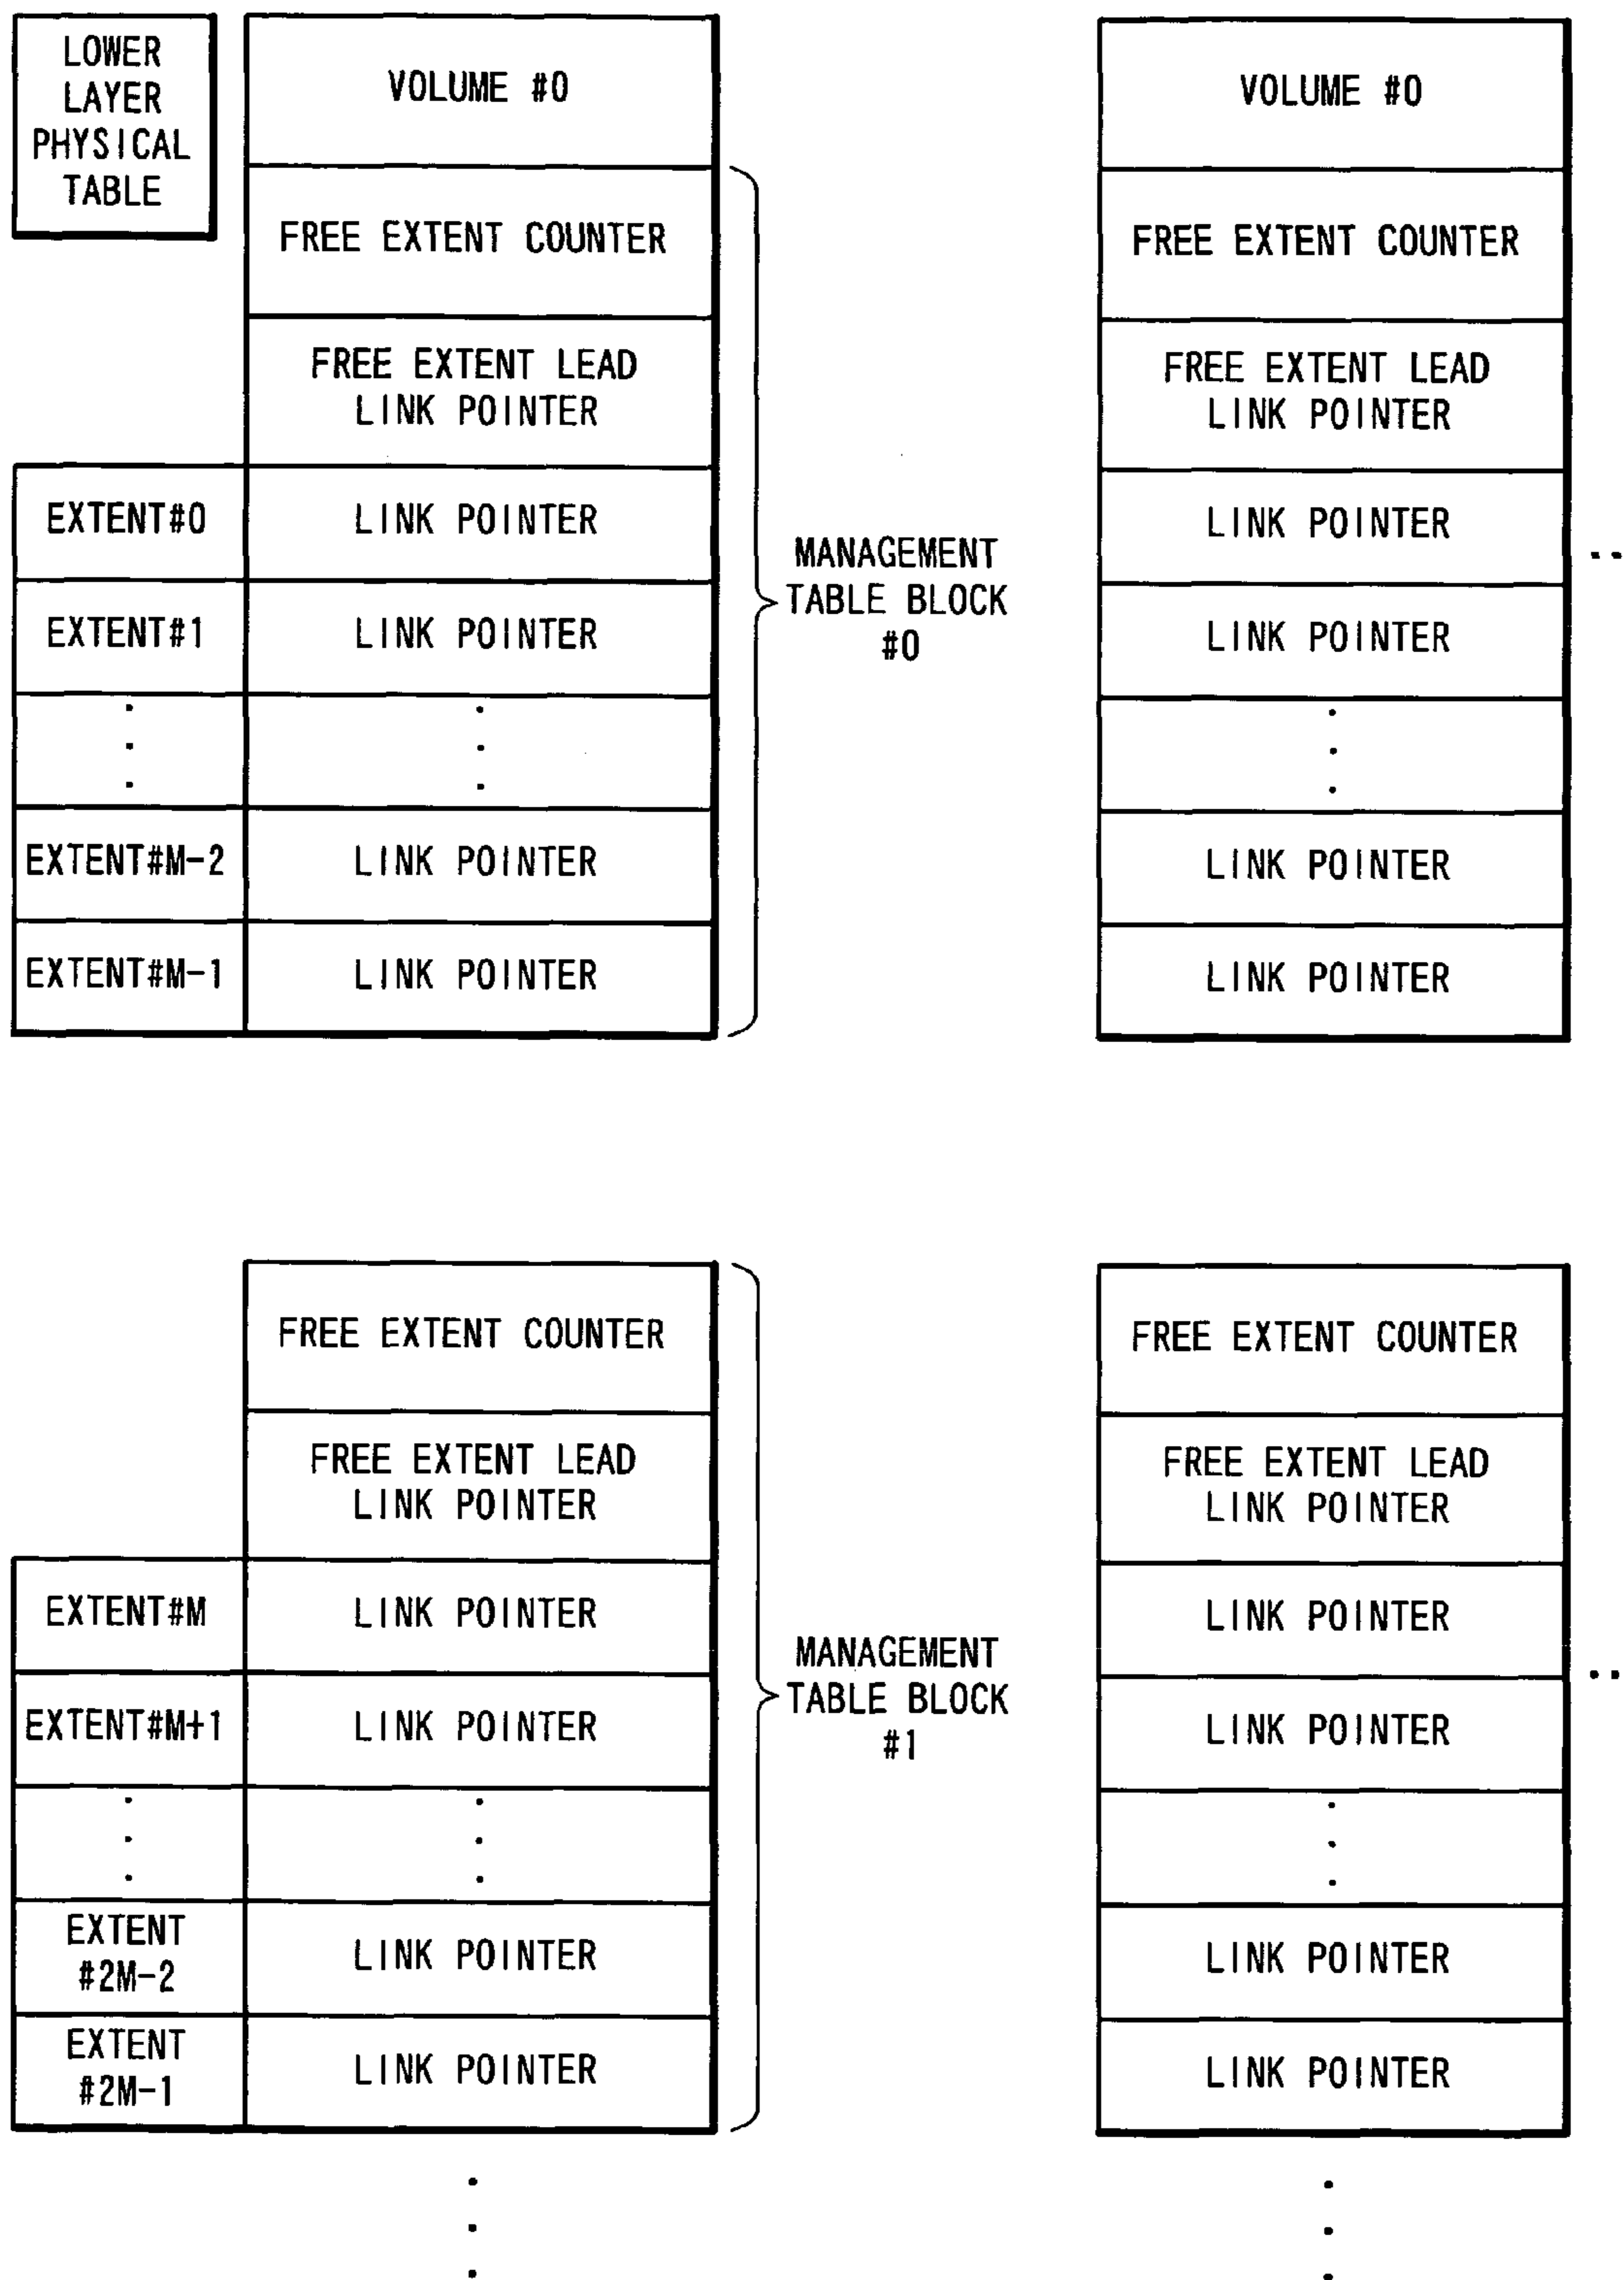 LOWER
LAYER
PHYSICAL
TABLE
VOLUME #0
VOLUME #0
FREE EXTENT COUNTER
FREE EXTENT COUNTER
FREE EXTENT LEAD
LINK POINTER
FREE EXTENT LEAD
LINK POINTER
EXTENT#0
LINK POINTER
LINK POINTER
EXTENT#1
LINK POINTER
LINK POINTER
MANAGEMENT
TABLE BLOCK
#0
EXTENT#M-2
LINK POINTER
LINK POINTER
EXTENT#M-1
LINK POINTER
LINK POINTER
FREE EXTENT COUNTER
FREE EXTENT COUNTER
FREE EXTENT LEAD
LINK POINTER
FREE EXTENT LEAD
LINK POINTER
EXTENT#M
LINK POINTER
LINK POINTER
EXTENT#M+1
LINK POINTER
LINK POINTER
MANAGEMENT
TABLE BLOCK
#1
EXTENT
#2M-2
LINK POINTER
LINK POINTER
EXTENT
#2M-1
LINK POINTER
LINK POINTER